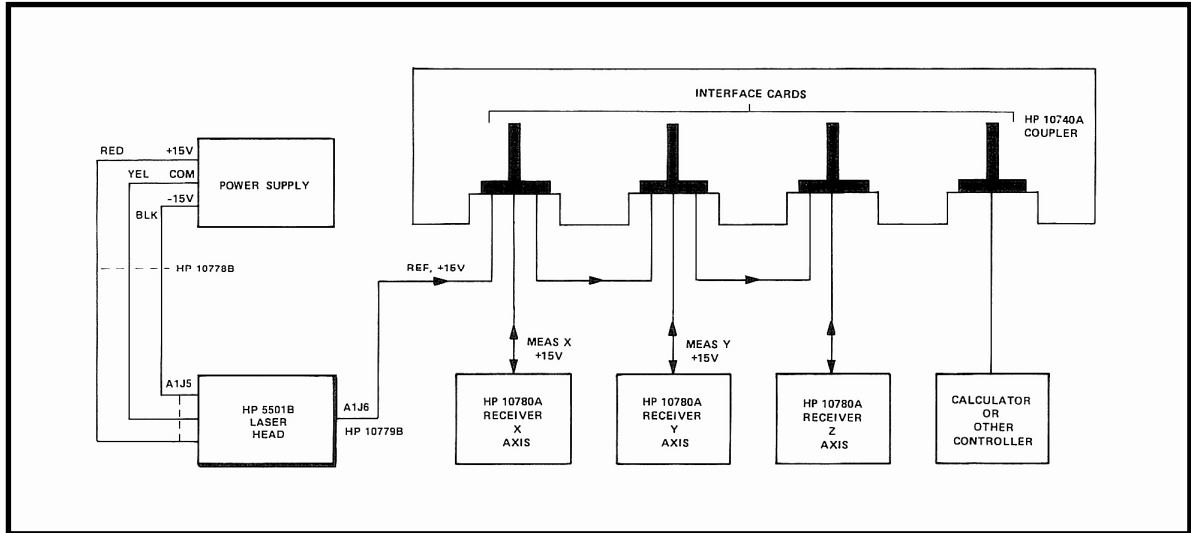 INTERFACE CARDS
HP 10740A
COUPLER
RED +15V
YEL COM
-15V
BLK
POWER SUPPLY
HP 10778B
REF, +15V
MEAS X
+15V
MEAS Y
+15V
A1J5
HP 5501B
LASER
HEAD
A1J6
HP 10779B
HP 10780A
RECEIVER
X
AXIS
HP 10780A
RECEIVER
Y
AXIS
HP 10780A
RECEIVER
Z
AXIS
CALCULATOR
OR
OTHER
CONTROLLER